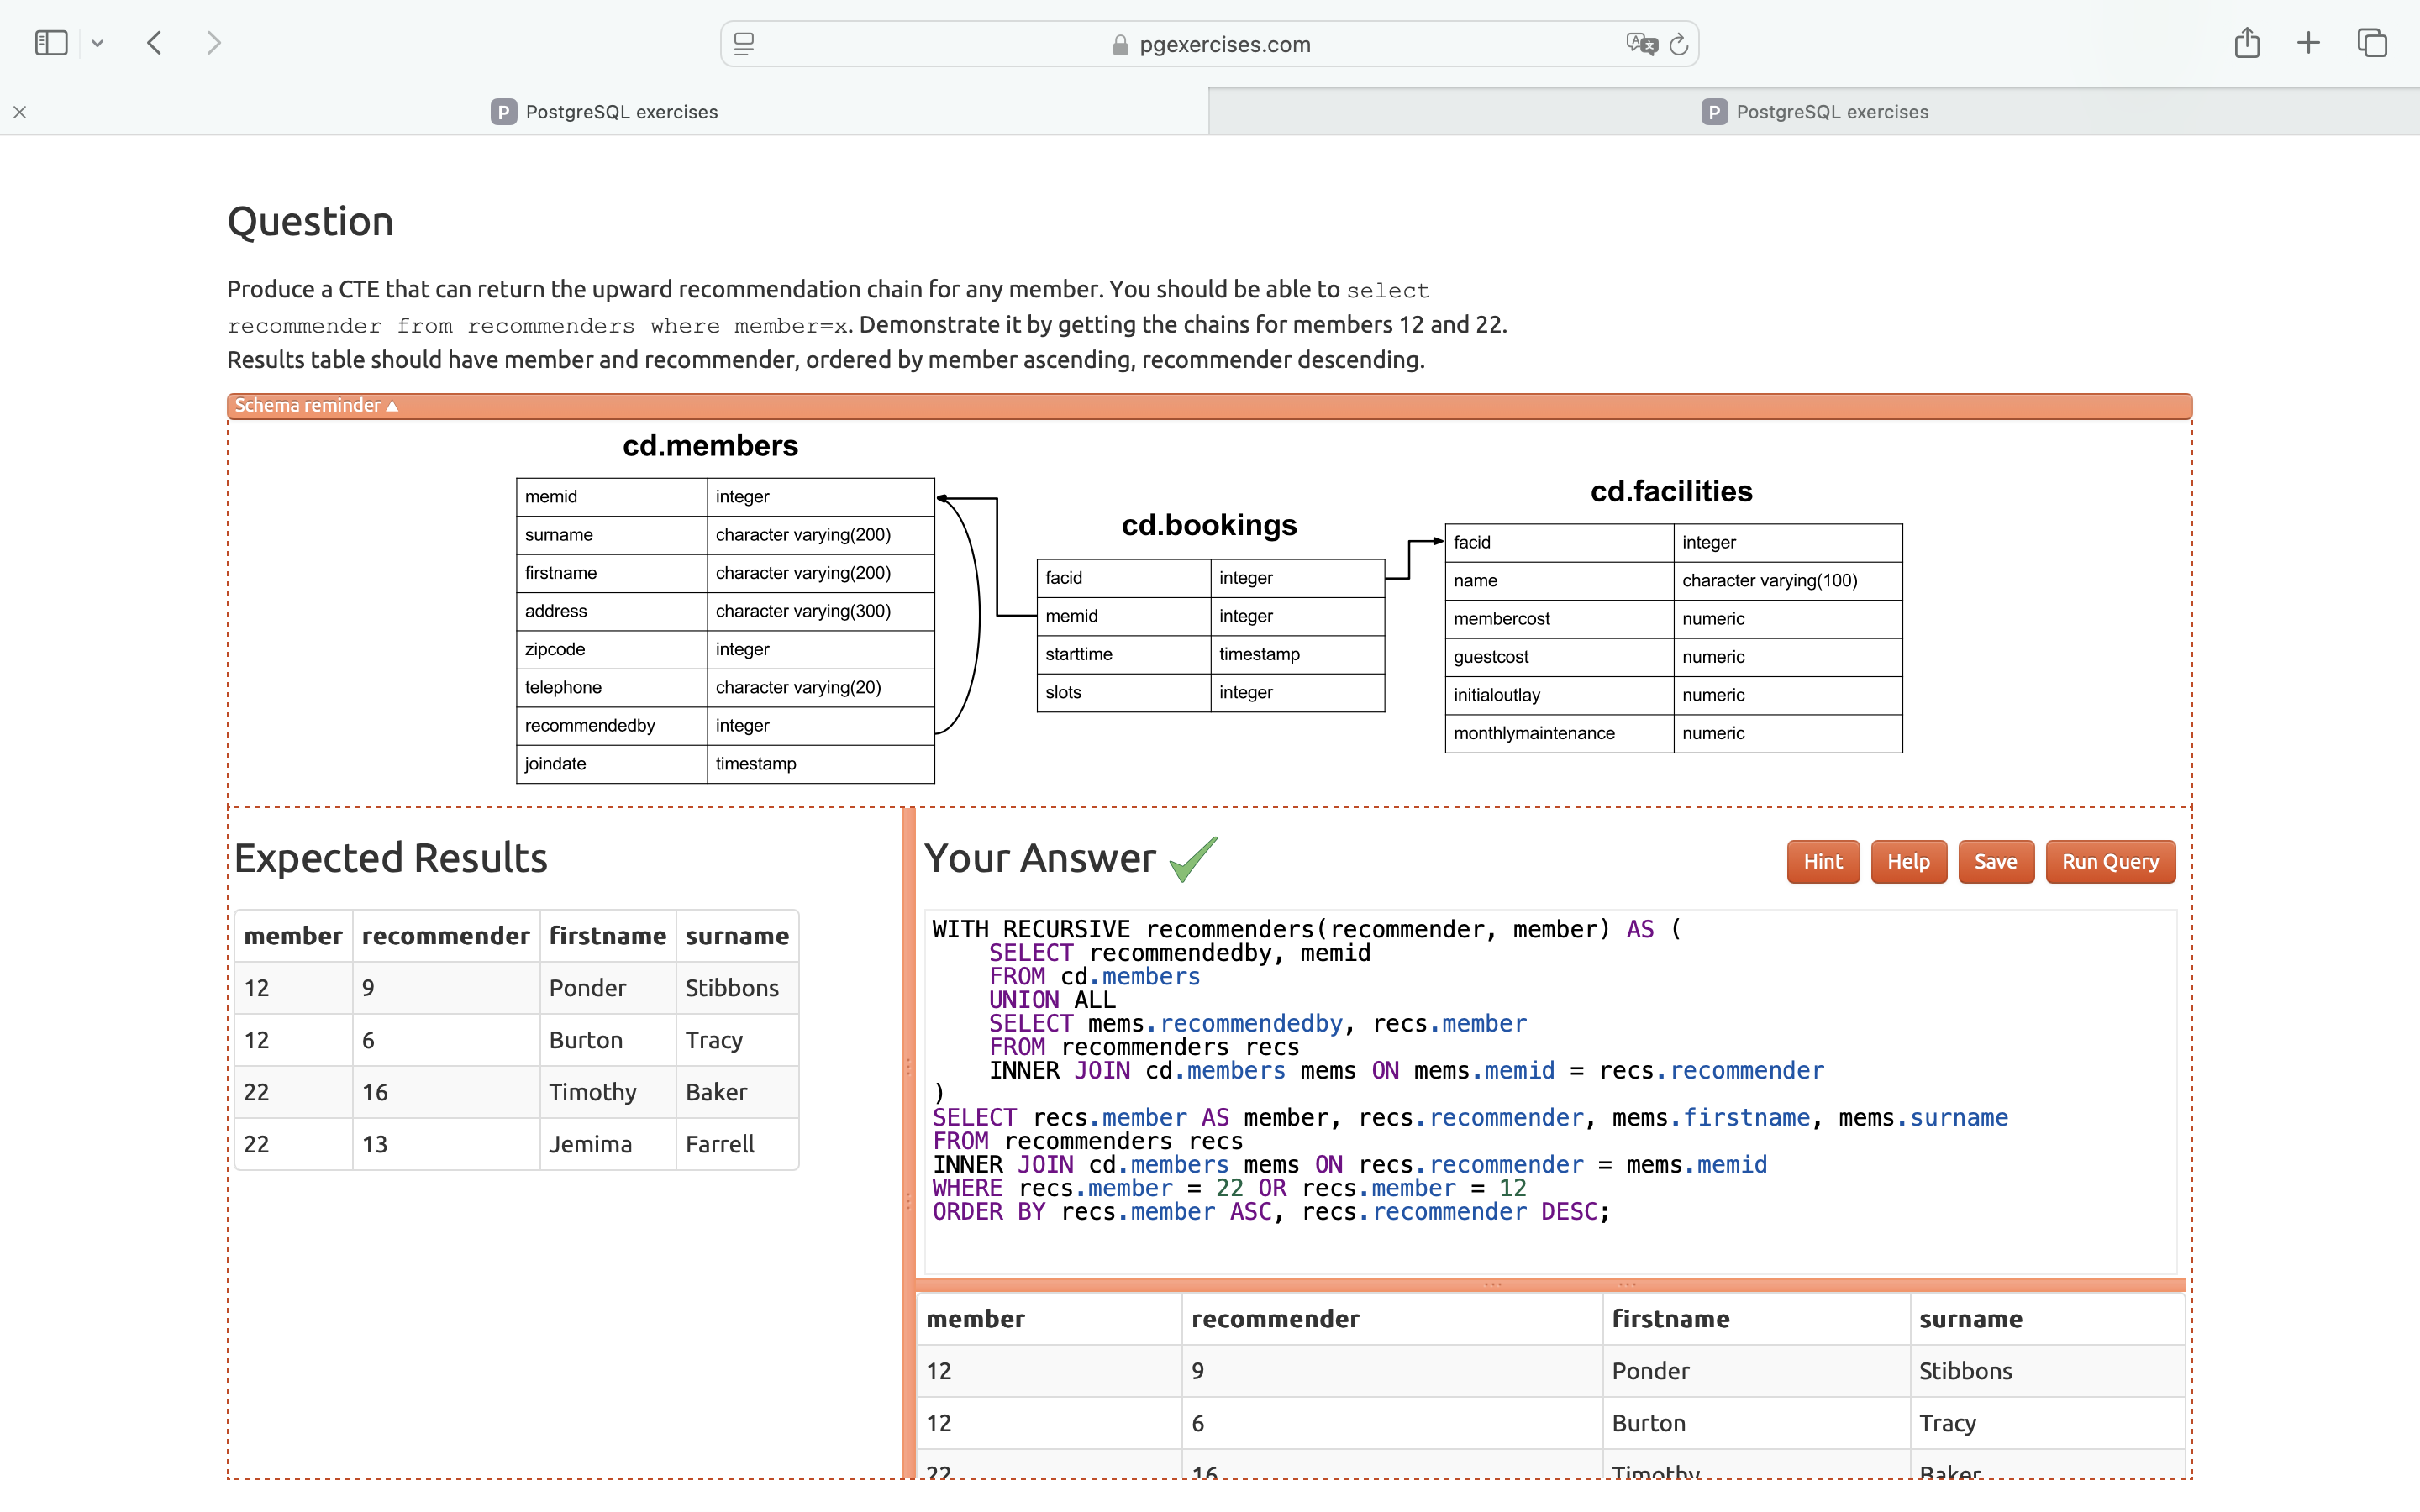 pgexercises.com
P PostgreSQL exercises
P PostgreSQL exercises
Question
Produce a CTE that can return the upward recommendation chain for any member. You should be able to select
recommender from recommenders where member=x. Demonstrate it by getting the chains for members 12 and 22.
Results table should have member and recommender, ordered by member ascending, recommender descending.
Schema reminder ▲
cd.members
memid integer
surname character varying(200)
firstname character varying(200)
address character varying(300)
zipcode integer
telephone character varying(20)
recommendedby integer
joindate timestamp
cd.bookings
facid integer
memid integer
starttime timestamp
slots integer
cd.facilities
facid integer
name character varying(100)
membercost numeric
guestcost numeric
initialoutlay numeric
monthlymaintenance numeric
Expected Results
member recommender firstname surname
12 9 Ponder Stibbons
12 6 Burton Tracy
22 16 Timothy Baker
22 13 Jemima Farrell
Your Answer
Hint Help Save Run Query
WITH RECURSIVE recommenders(recommender, member) AS (
SELECT recommendedby, memid
FROM cd.members
UNION ALL
SELECT mems.recommendedby, recs.member
FROM recommenders recs
INNER JOIN cd.members mems ON mems.memid = recs.recommender
)
SELECT recs.member AS member, recs.recommender, mems.firstname, mems.surname
FROM recommenders recs
INNER JOIN cd.members mems ON recs.recommender = mems.memid
WHERE recs.member = 22 OR recs.member = 12
ORDER BY recs.member ASC, recs.recommender DESC;
member recommender firstname surname
12 9 Ponder Stibbons
12 6 Burton Tracy
22 16 Timothy Baker